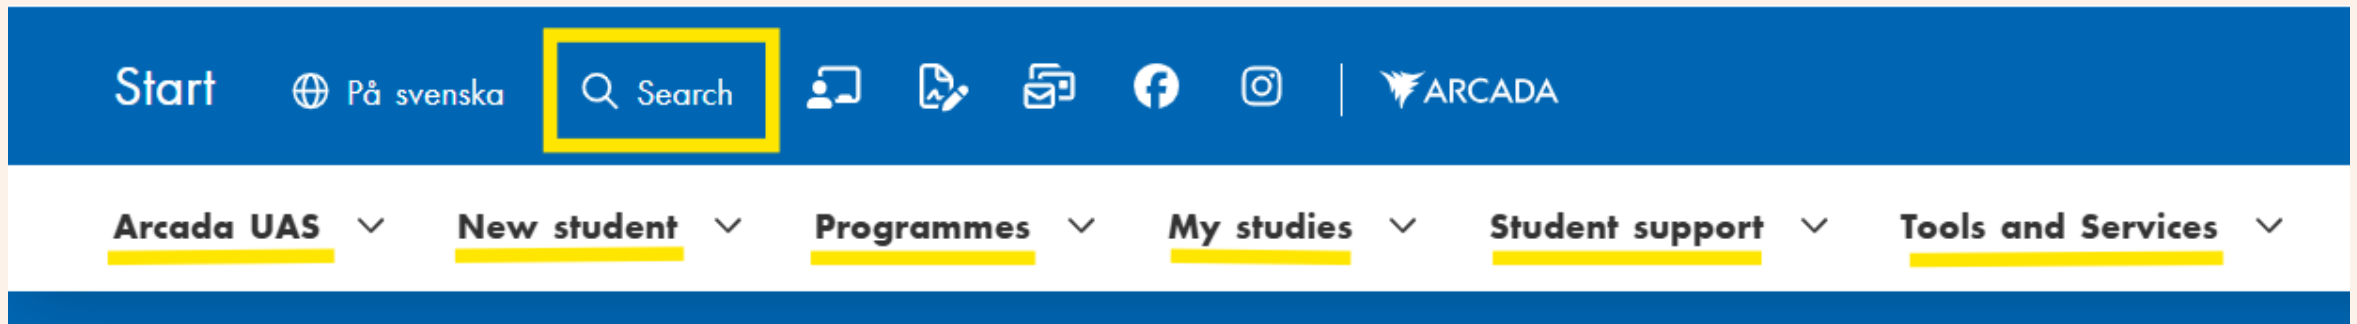 Start På svenska Search ARCADA
Arcada UAS New student Programmes My studies Student support Tools and Services